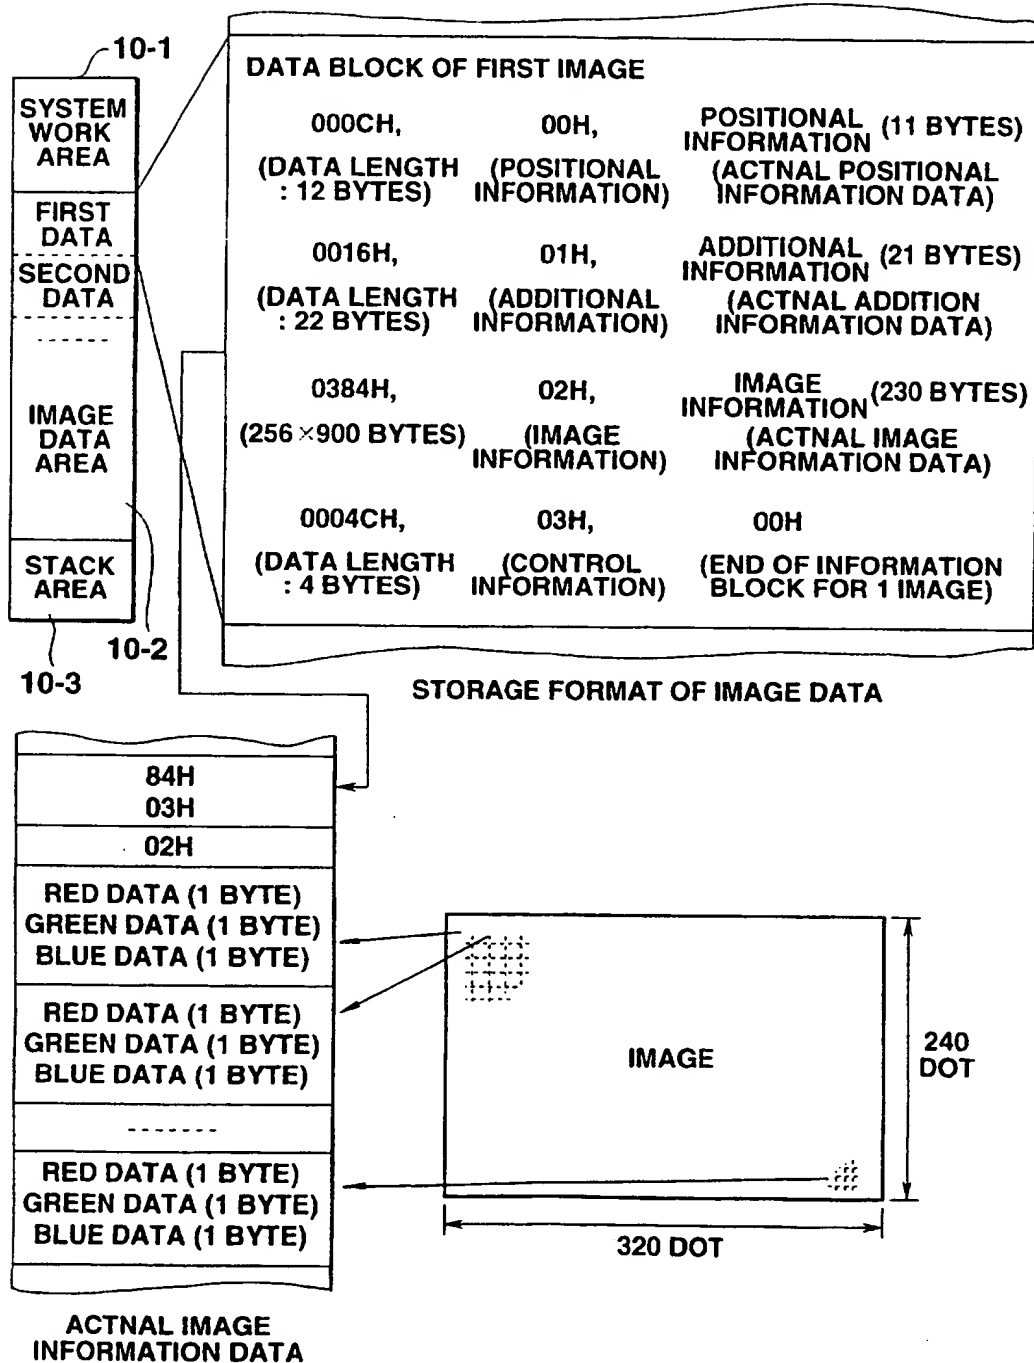 10-1
SYSTEM
WORK
AREA
FIRST
DATA
SECOND
DATA
IMAGE
DATA
AREA
STACK
AREA
10-2
10-3
DATA BLOCK OF FIRST IMAGE
000CH, 00H, POSITIONAL INFORMATION (11 BYTES)
(DATA LENGTH : 12 BYTES) (POSITIONAL INFORMATION) (ACTNAL POSITIONAL INFORMATION DATA)
0016H, 01H, ADDITIONAL INFORMATION (21 BYTES)
(DATA LENGTH : 22 BYTES) (ADDITIONAL INFORMATION) (ACTNAL ADDITION INFORMATION DATA)
0384H, 02H, IMAGE INFORMATION (230 BYTES)
(256 × 900 BYTES) (IMAGE INFORMATION) (ACTNAL IMAGE INFORMATION DATA)
0004CH, 03H, 00H
(DATA LENGTH : 4 BYTES) (CONTROL INFORMATION) (END OF INFORMATION BLOCK FOR 1 IMAGE)
STORAGE FORMAT OF IMAGE DATA
84H
03H
02H
RED DATA (1 BYTE)
GREEN DATA (1 BYTE)
BLUE DATA (1 BYTE)
RED DATA (1 BYTE)
GREEN DATA (1 BYTE)
BLUE DATA (1 BYTE)
RED DATA (1 BYTE)
GREEN DATA (1 BYTE)
BLUE DATA (1 BYTE)
ACTNAL IMAGE
INFORMATION DATA
IMAGE
240
DOT
320 DOT